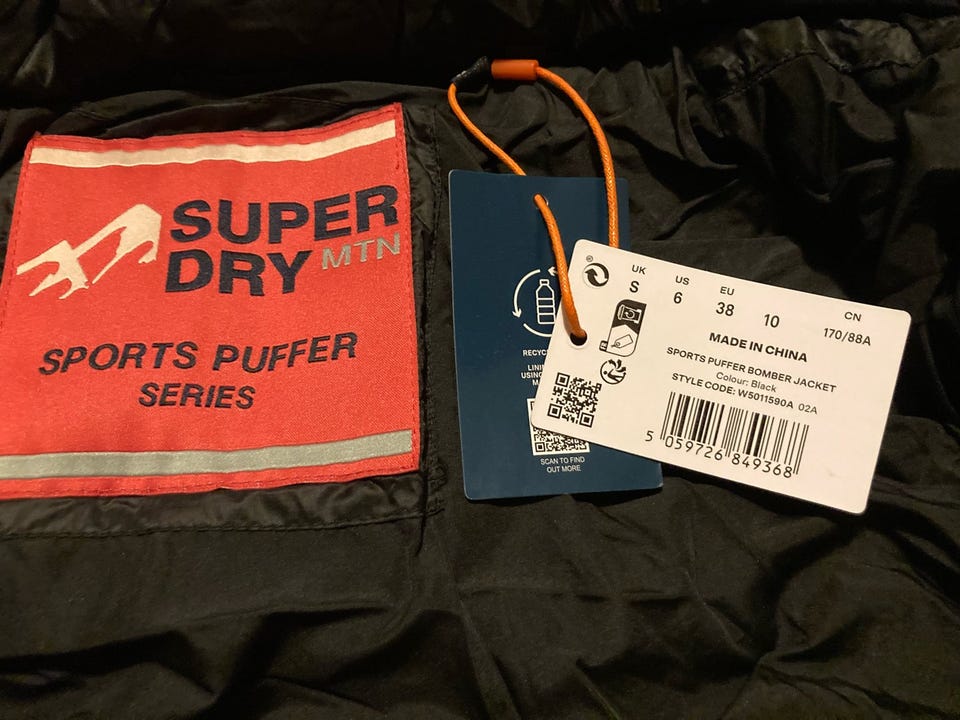 SUPER
DRY MTN
SPORTS PUFFER
SERIES
SCAN TO FIND
OUT MORE
®
UK US EU CN
S 6 38 10 170/88A
MADE IN CHINA
SPORTS PUFFER BOMBER JACKET
Colour: Black
STYLE CODE: W5011590A 02A
5 059726 849368